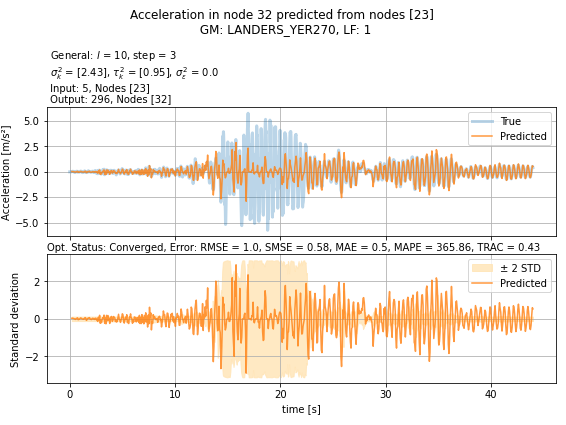 Acceleration in node 32 predicted from nodes [23]
GM: LANDERS_YER270, LF: 1
General: l = 10, step = 3
σ²ₖ = [2.43], τ²ₖ = [0.95], σ²ε = 0.0
Input: 5, Nodes [23]
Output: 296, Nodes [32]
Acceleration [m/s²]
5.0
2.5
0.0
−2.5
−5.0
True
Predicted
Opt. Status: Converged, Error: RMSE = 1.0, SMSE = 0.58, MAE = 0.5, MAPE = 365.86, TRAC = 0.43
Standard deviation
2
0
−2
± 2 STD
Predicted
0 10 20 30 40
time [s]